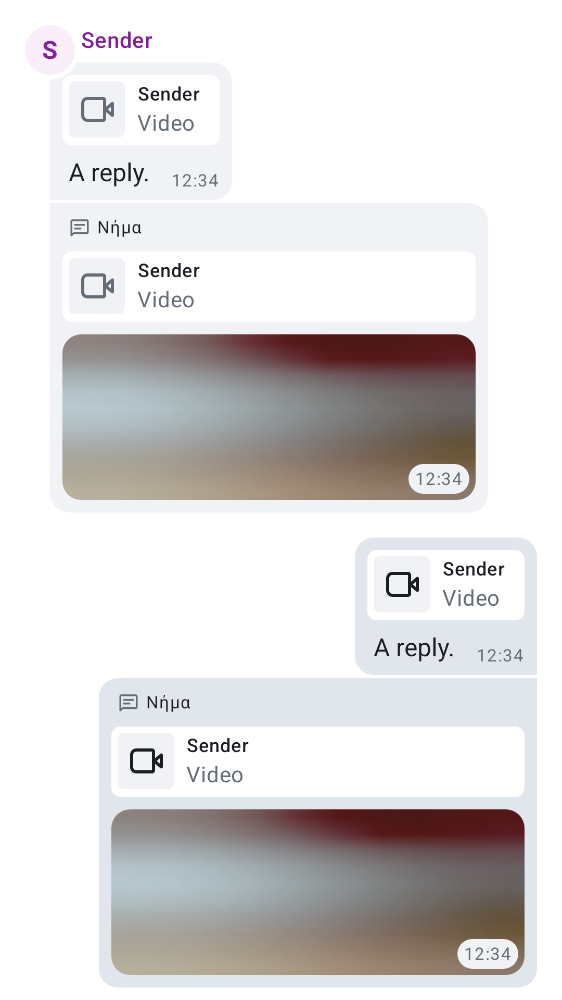 S
Sender
Sender
Video
A reply.
12:34
Νήμα
Sender
Video
12:34
Sender
Video
A reply.
12:34
Νήμα
Sender
Video
12:34